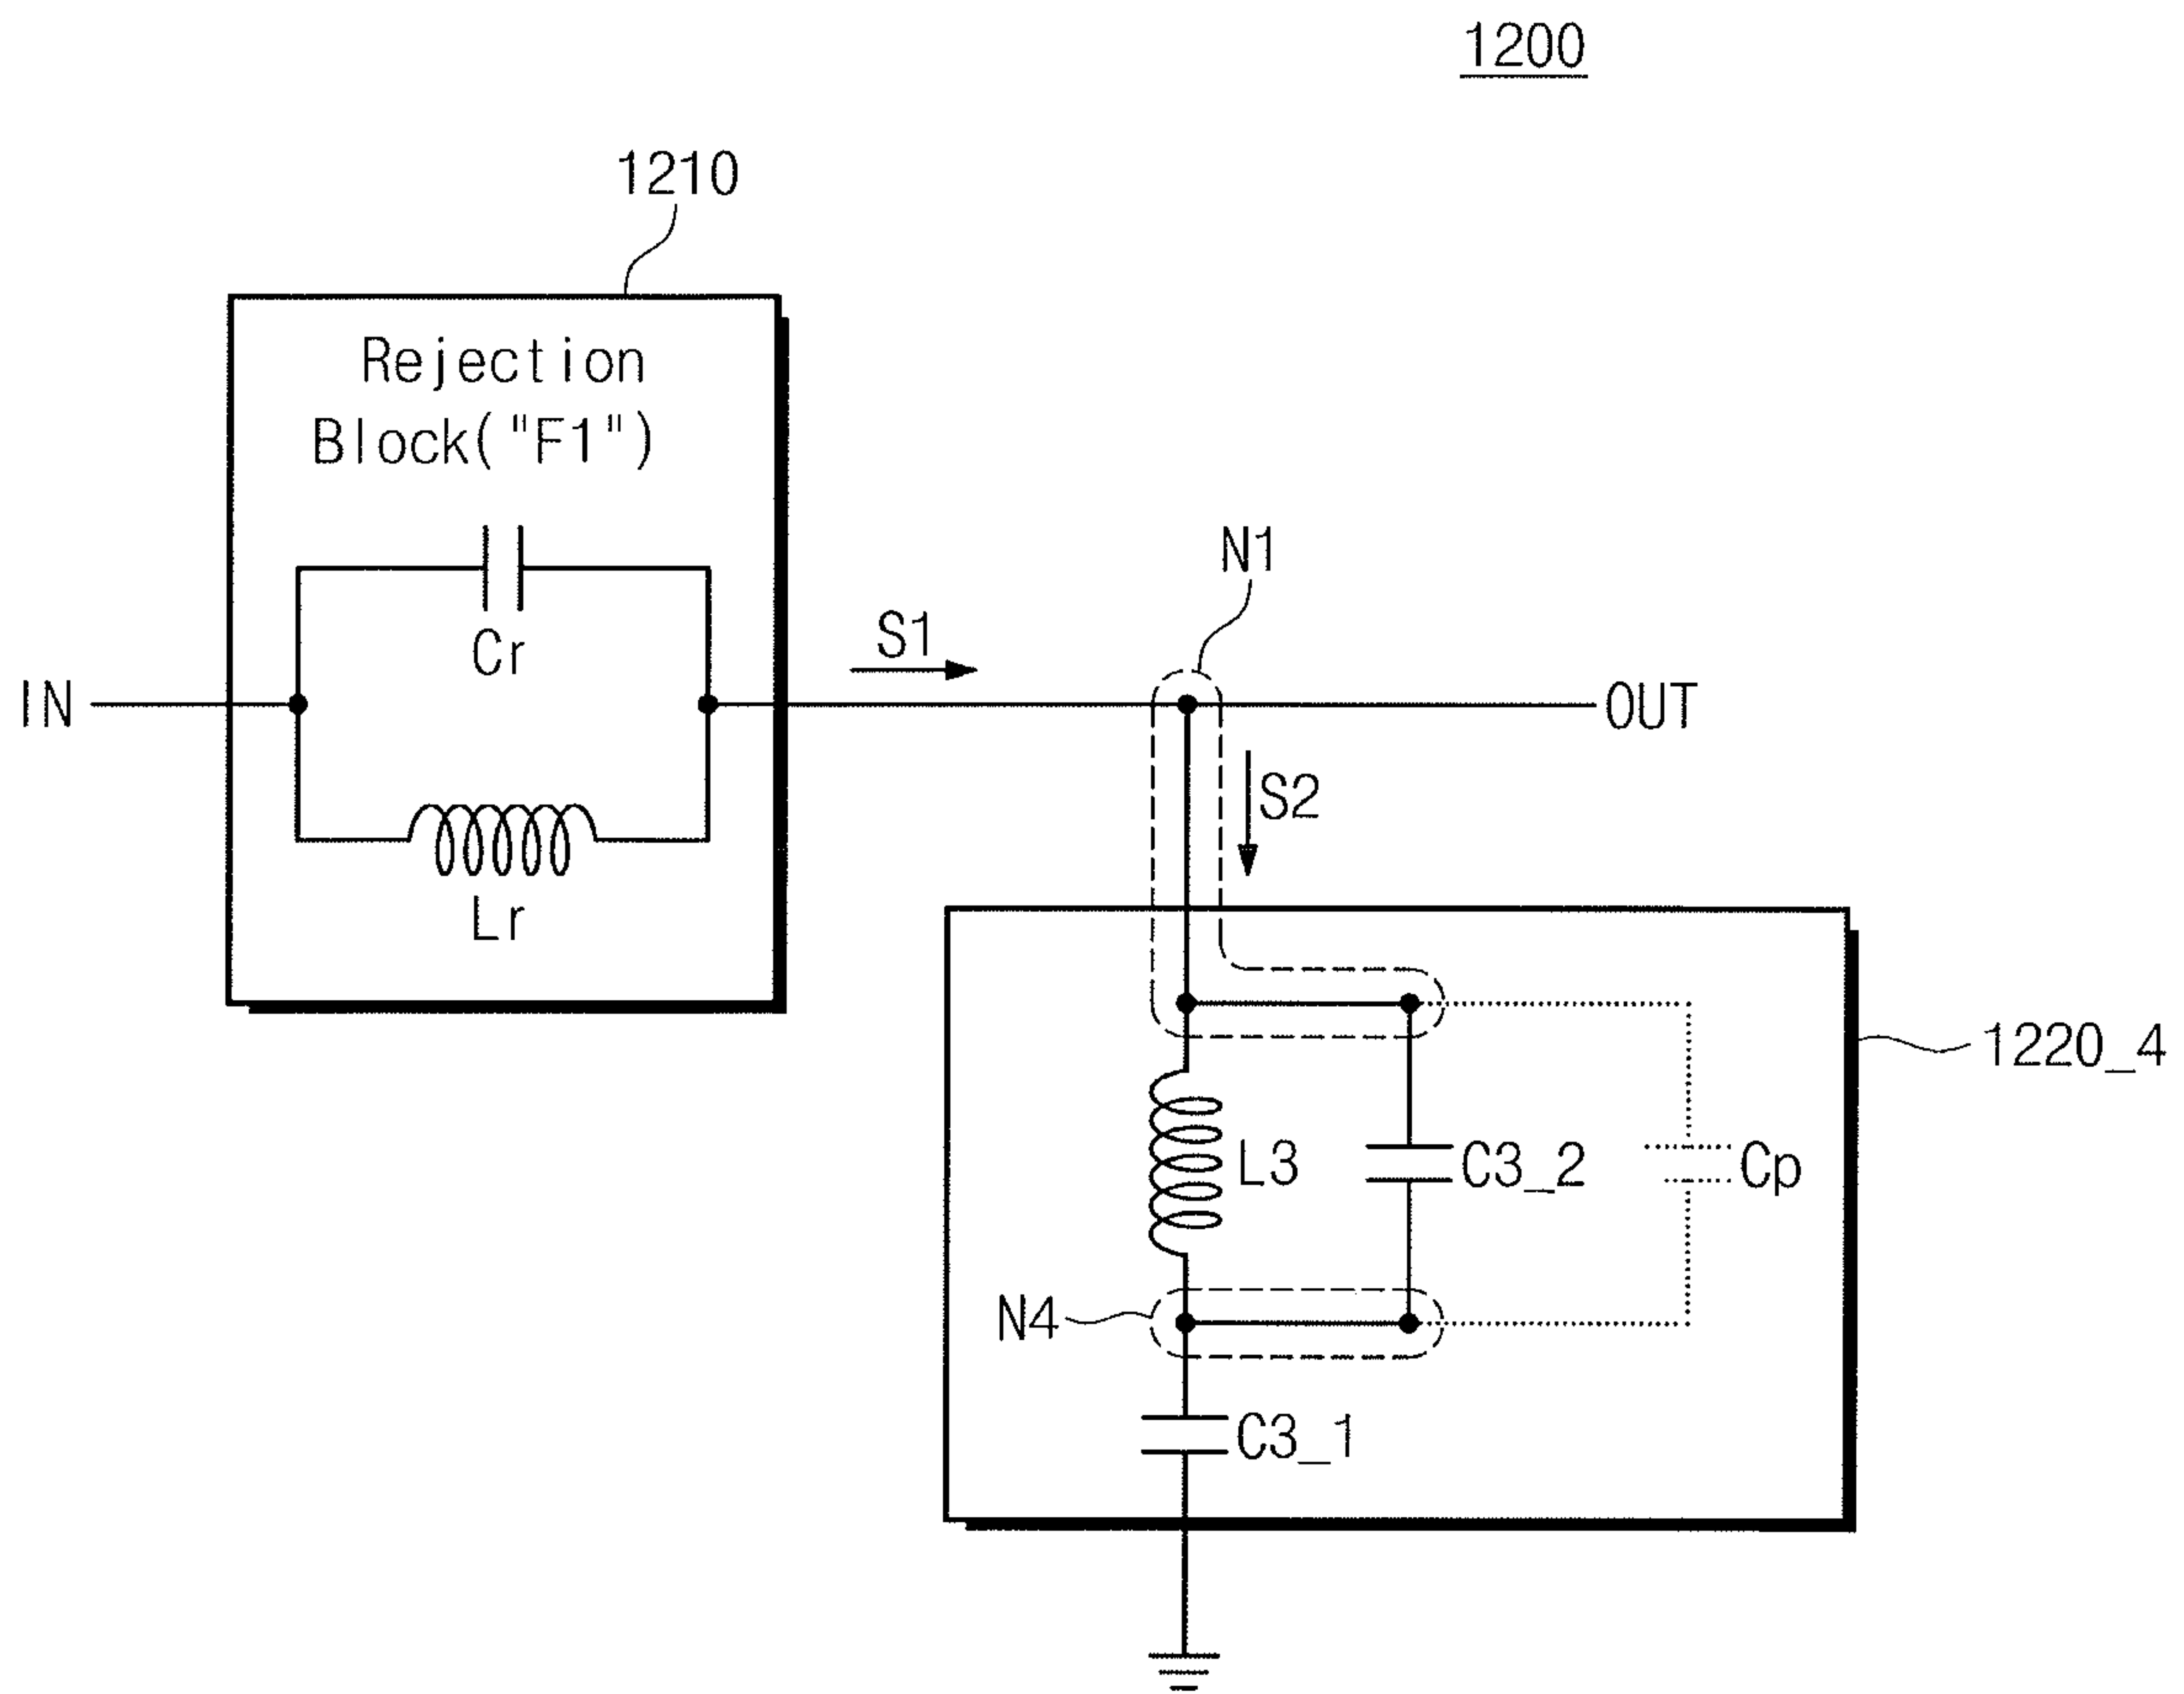 1200
1210
Rejection
Block("F1")
Cr
Lr
IN
S1
N1
OUT
S2
1220_4
L3
C3_2
Cp
N4
C3_1